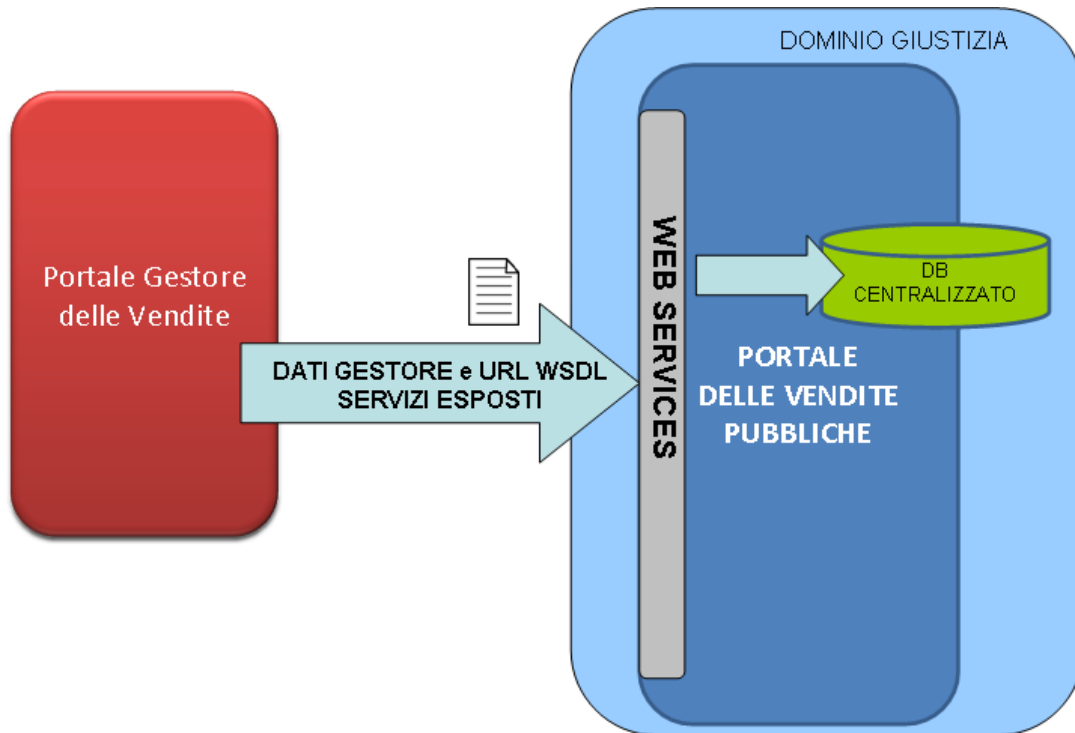 DOMINIO GIUSTIZIA
Portale Gestore
delle Vendite
DATI GESTORE e URL WSDL
SERVIZI ESPOSTI
WEB SERVICES
DB
CENTRALIZZATO
PORTALE
DELLE VENDITE
PUBBLICHE